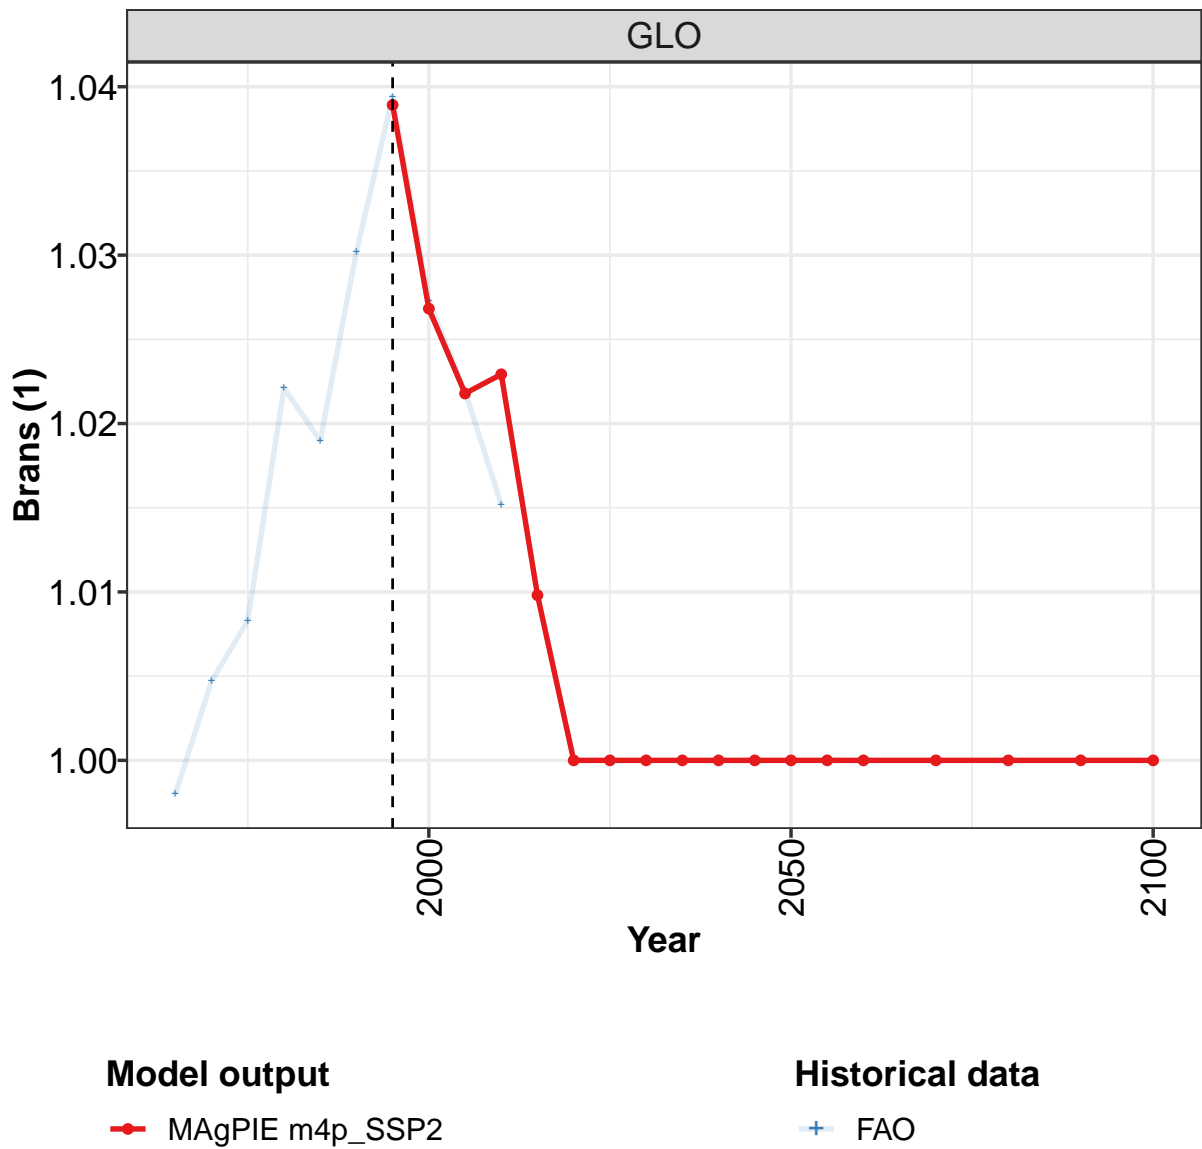 GLO
1.04
1.03
1.02
1.01
1.00
Brans (1)
2000
2050
2100
Year
Model output
MAgPIE m4p_SSP2
Historical data
FAO